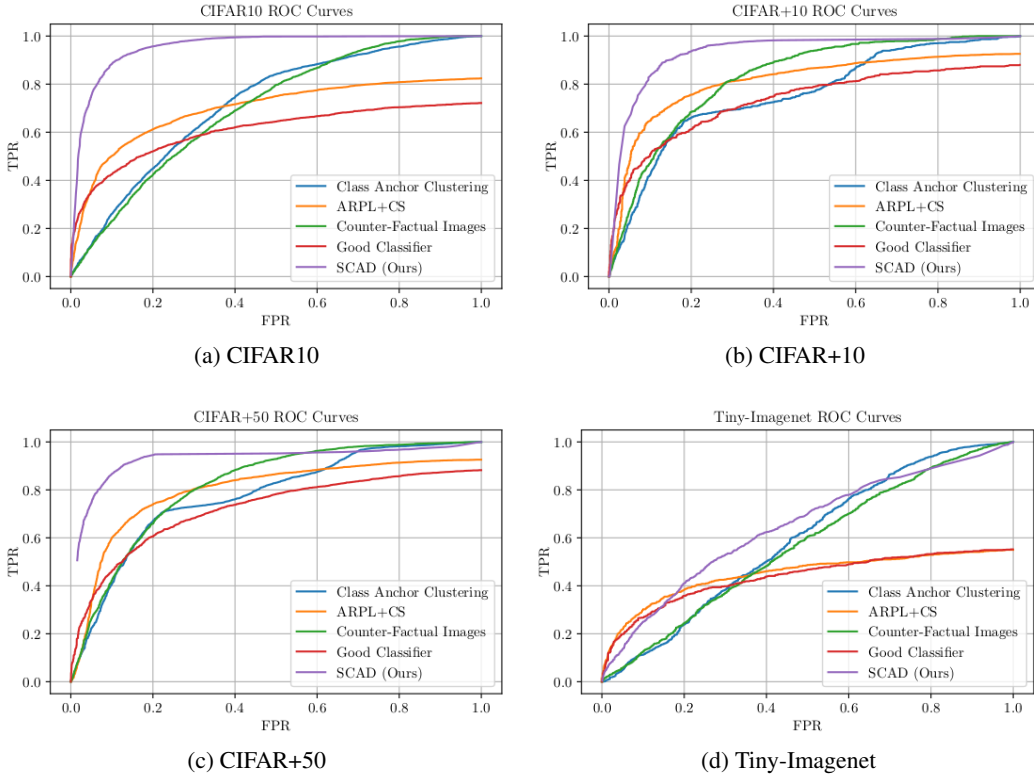 CIFAR10 ROC Curves
1.0
0.8
0.6
0.4
0.2
0.0
TPR
Class Anchor Clustering
ARPL+CS
Counter-Factual Images
Good Classifier
SCAD (Ours)
0.0 0.2 0.4 0.6 0.8 1.0
FPR
(a) CIFAR10
CIFAR+10 ROC Curves
1.0
0.8
0.6
0.4
0.2
0.0
TPR
Class Anchor Clustering
ARPL+CS
Counter-Factual Images
Good Classifier
SCAD (Ours)
0.0 0.2 0.4 0.6 0.8 1.0
FPR
(b) CIFAR+10
CIFAR+50 ROC Curves
1.0
0.8
0.6
0.4
0.2
0.0
TPR
Class Anchor Clustering
ARPL+CS
Counter-Factual Images
Good Classifier
SCAD (Ours)
0.0 0.2 0.4 0.6 0.8 1.0
FPR
(c) CIFAR+50
Tiny-Imagenet ROC Curves
1.0
0.8
0.6
0.4
0.2
0.0
TPR
Class Anchor Clustering
ARPL+CS
Counter-Factual Images
Good Classifier
SCAD (Ours)
0.0 0.2 0.4 0.6 0.8 1.0
FPR
(d) Tiny-Imagenet